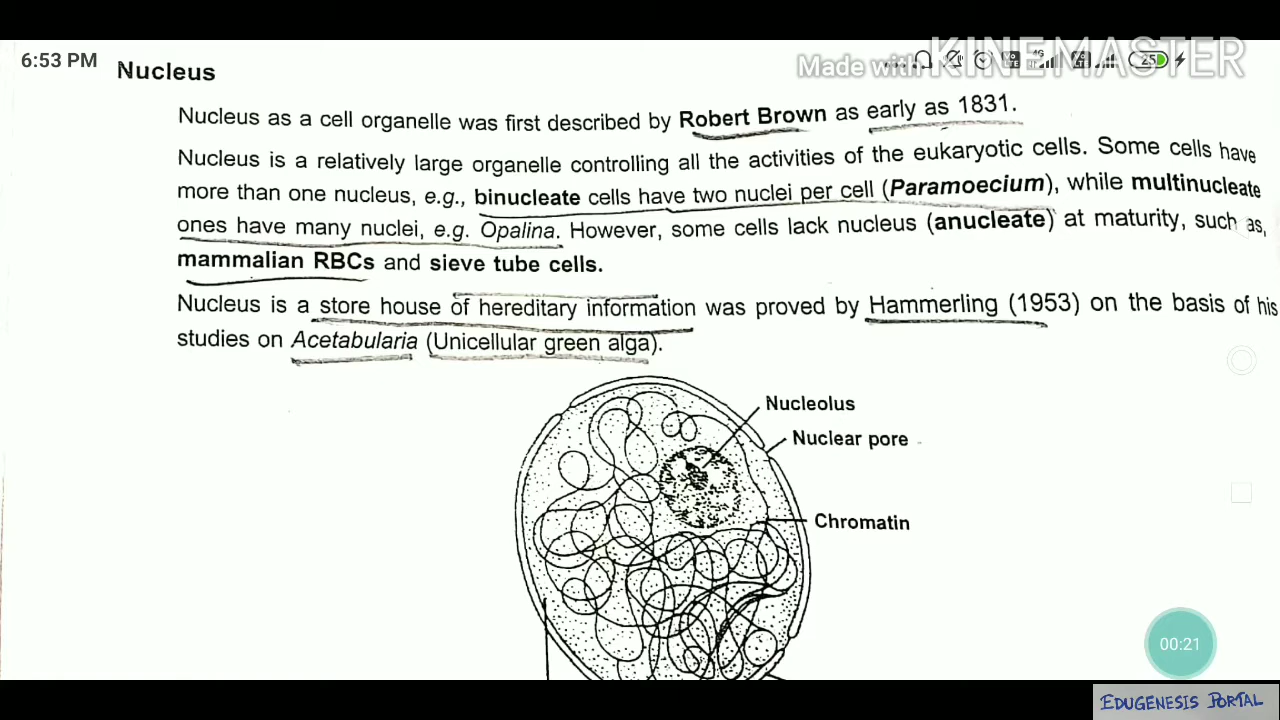 6:53 PM
Made with KINEMASTER
4G
25
Nucleus
Nucleus as a cell organelle was first described by Robert Brown as early as 1831.
Nucleus is a relatively large organelle controlling all the activities of the eukaryotic cells. Some cells have
more than one nucleus, e.g., binucleate cells have two nuclei per cell (Paramoecium), while multinucleate
ones have many nuclei, e.g. Opalina. However, some cells lack nucleus (anucleate) at maturity, such as,
mammalian RBCs and sieve tube cells.
Nucleus is a store house of hereditary information was proved by Hammerling (1953) on the basis of his
studies on Acetabularia (Unicellular green alga).
Nucleolus
Nuclear pore
Chromatin
00:21
EDUGENESIS PORTAL